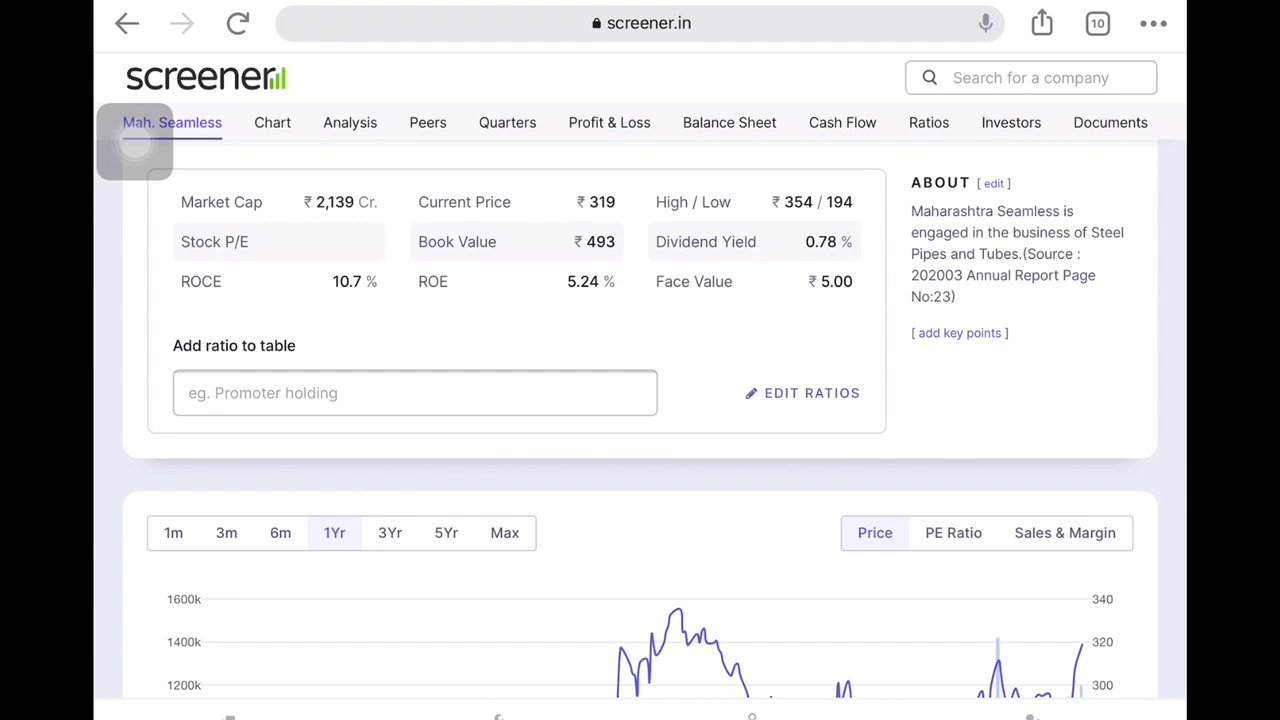 screener.in
10
screener
Search for a company
Mah. Seamless Chart Analysis Peers Quarters Profit & Loss Balance Sheet Cash Flow Ratios Investors Documents
Market Cap ₹ 2,139 Cr. Current Price ₹ 319 High / Low ₹ 354 / 194
Stock P/E Book Value ₹ 493 Dividend Yield 0.78 %
ROCE 10.7 % ROE 5.24 % Face Value ₹ 5.00
Add ratio to table
eg. Promoter holding
EDIT RATIOS
ABOUT [ edit ]
Maharashtra Seamless is
engaged in the business of Steel
Pipes and Tubes.(Source :
202003 Annual Report Page
No:23)
[ add key points ]
1m 3m 6m 1Yr 3Yr 5Yr Max
Price PE Ratio Sales & Margin
1600k 340
1400k 320
1200k 300